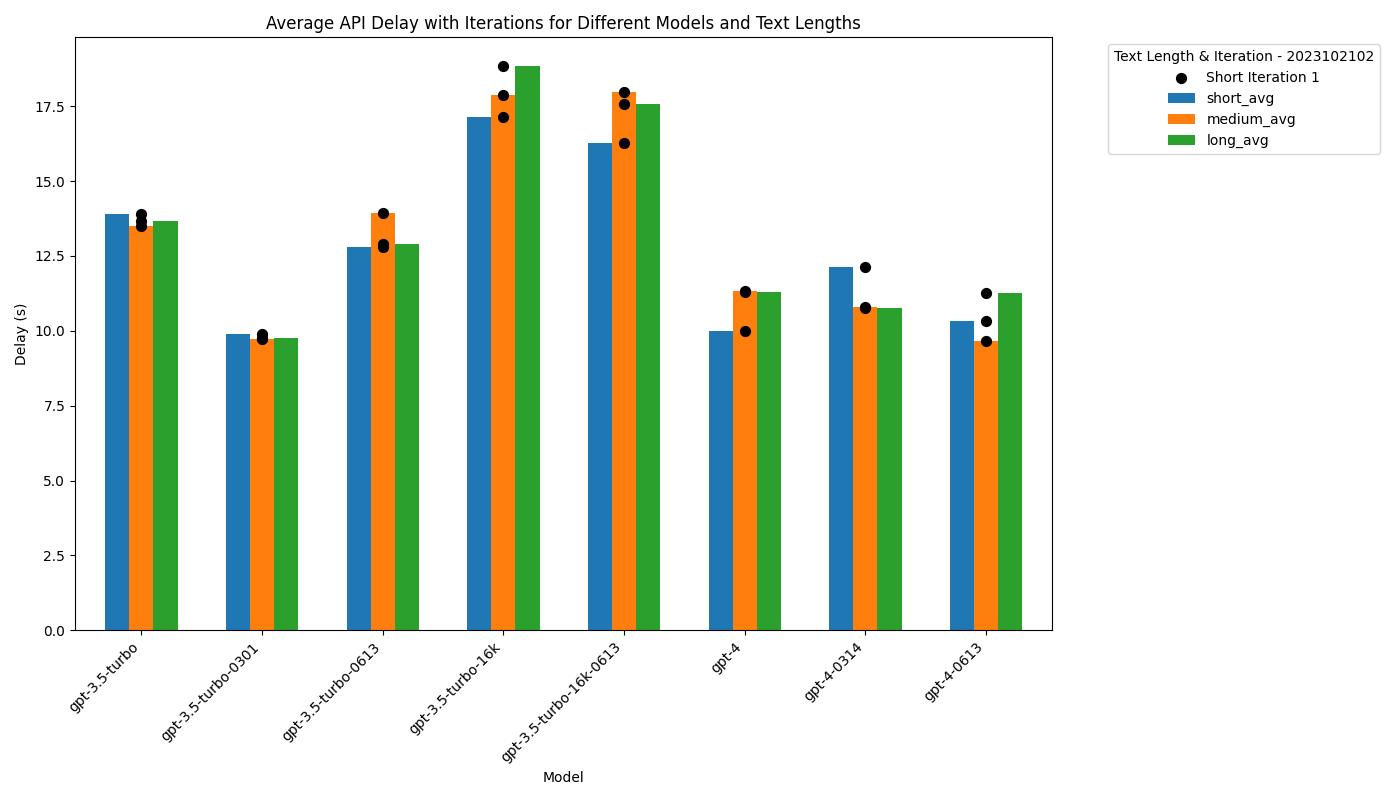 Average API Delay with Iterations for Different Models and Text Lengths
Text Length & Iteration - 2023102102
Short Iteration 1
short_avg
medium_avg
long_avg
Delay (s)
17.5
15.0
12.5
10.0
7.5
5.0
2.5
0.0
gpt-3.5-turbo
gpt-3.5-turbo-0301
gpt-3.5-turbo-0613
gpt-3.5-turbo-16k
gpt-3.5-turbo-16k-0613
gpt-4
gpt-4-0314
gpt-4-0613
Model